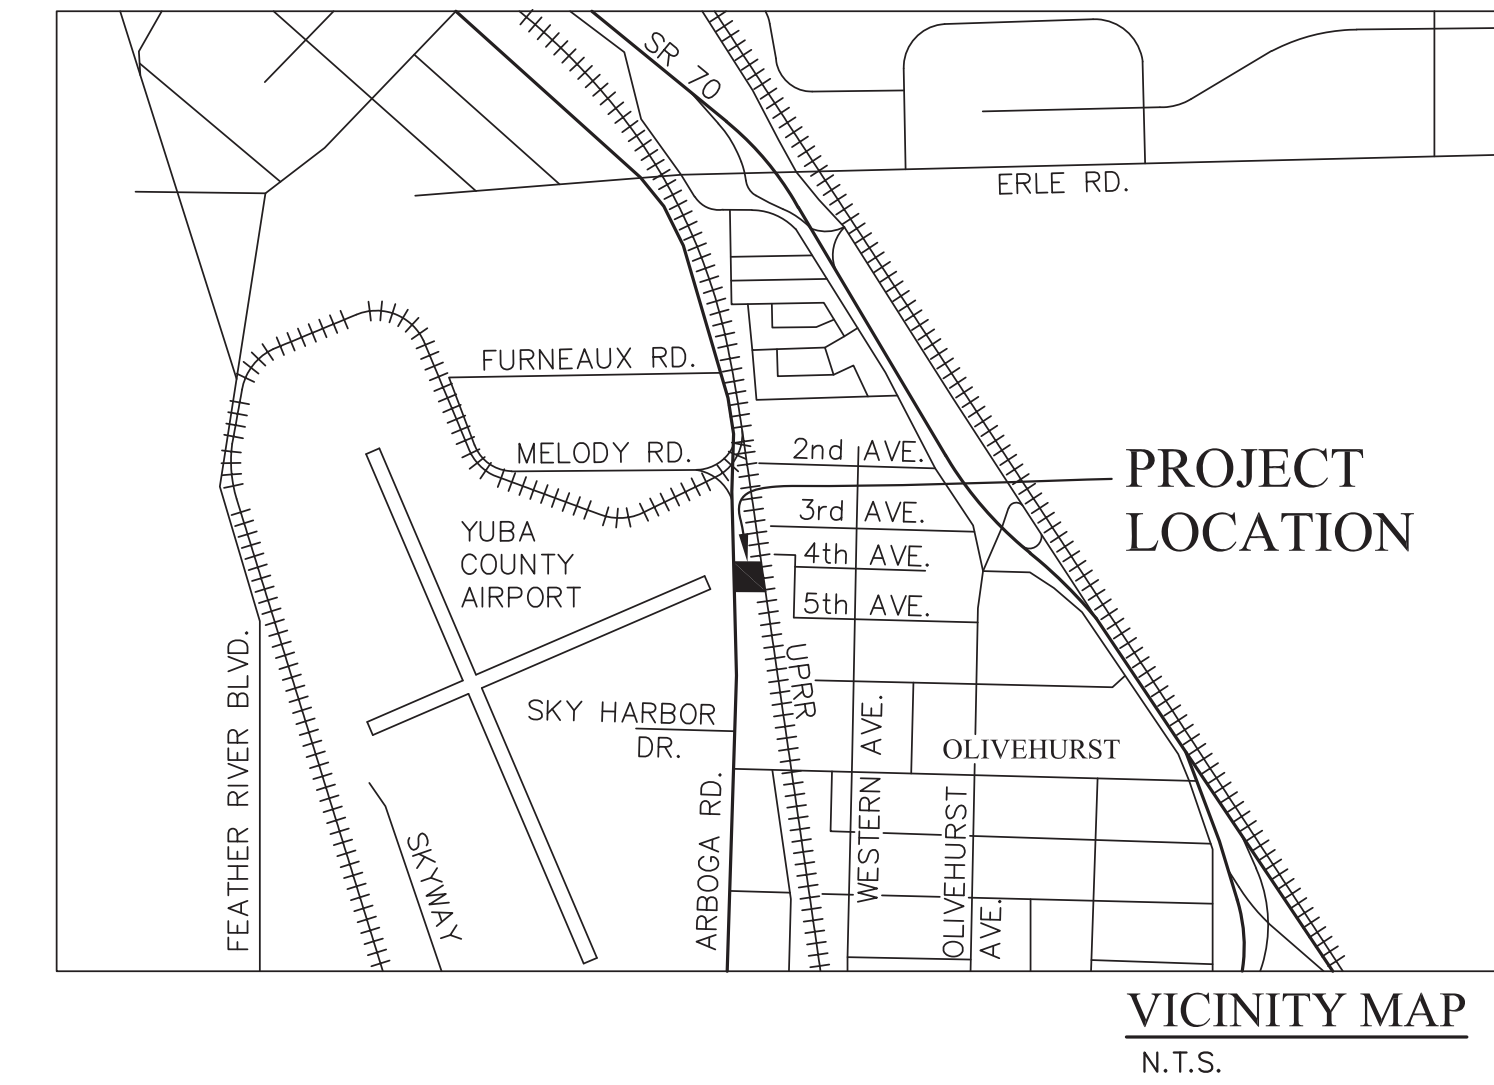 SR 70
ERLE RD.
FURNEAUX RD.
MELODY RD.
2nd AVE.
PROJECT
LOCATION
3rd AVE.
YUBA
COUNTY
AIRPORT
4th AVE.
5th AVE.
UPRR
FEATHER RIVER BLVD.
SKY HARBOR
DR.
WESTERN AVE.
OLIVEHURST
ARBOGA RD.
OLIVEHURST
AVE.
SKYWAY
VICINITY MAP
N.T.S.